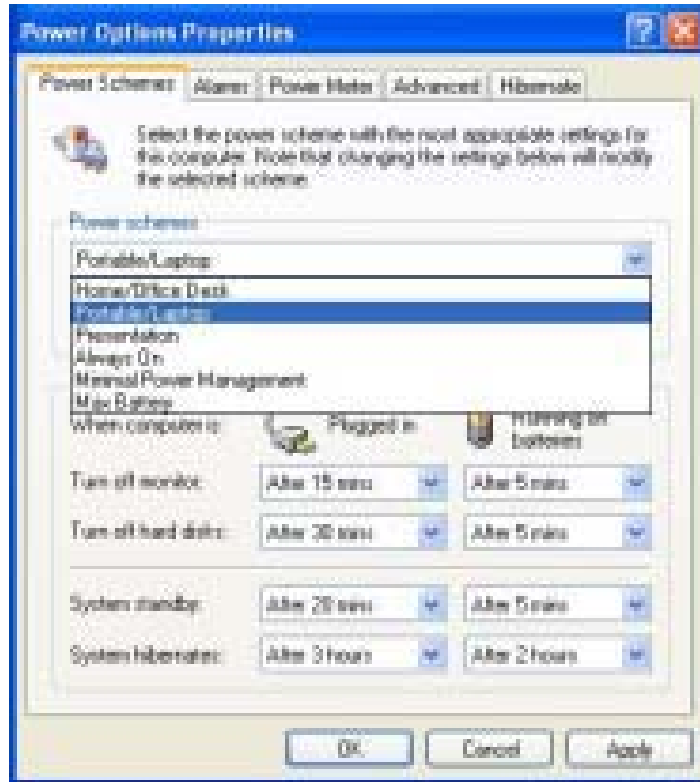 Power Options Properties
Power Schemes Alarms Power Meter Advanced Hibernate
Select the power scheme with the most appropriate settings for
this computer. Note that changing the settings below will modify
the selected scheme.
Power schemes
Portable/Laptop
Home/Office Desk
Portable/Laptop
Presentation
Always On
Minimal Power Management
Max Battery
When computer is: Plugged in Running on
batteries
Turn off monitor: After 15 mins After 5 mins
Turn off hard disks: After 30 mins After 5 mins
System standby: After 20 mins After 5 mins
System hibernates: After 3 hours After 2 hours
OK Cancel Apply